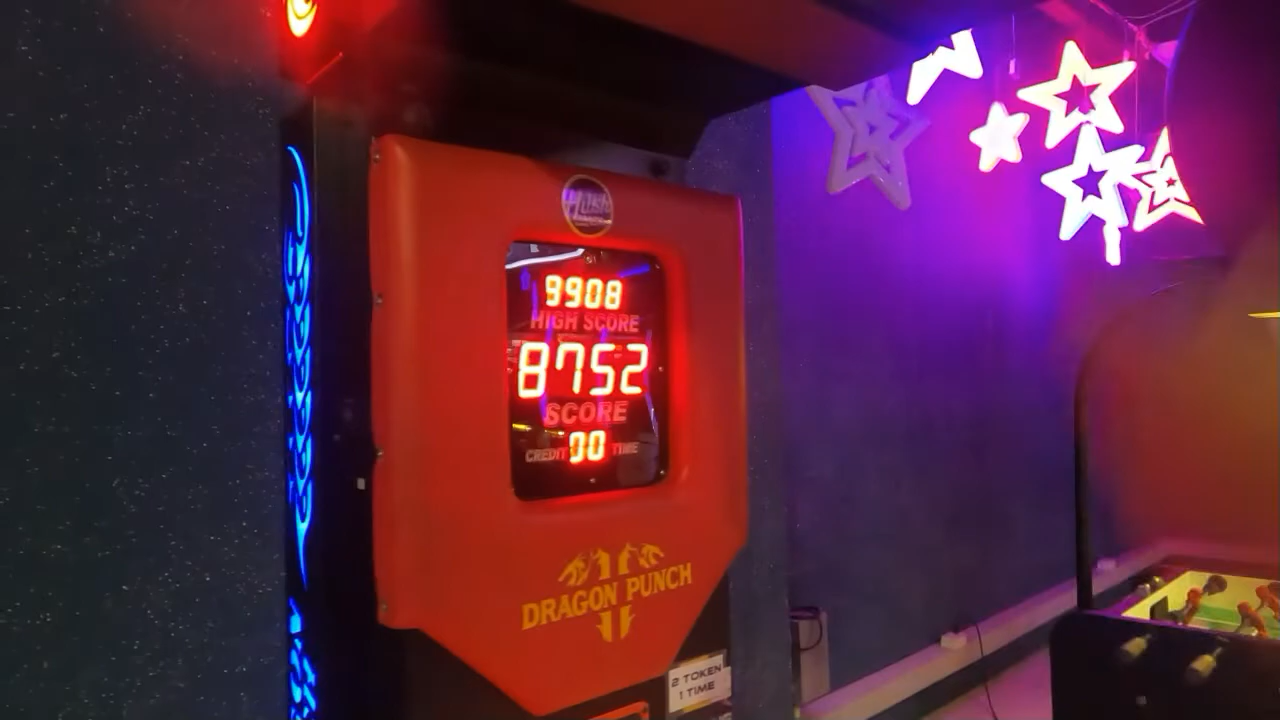 9908
HIGH SCORE
8752
SCORE
CREDIT 00 TIME
DRAGON PUNCH
2 TOKEN
1 TIME